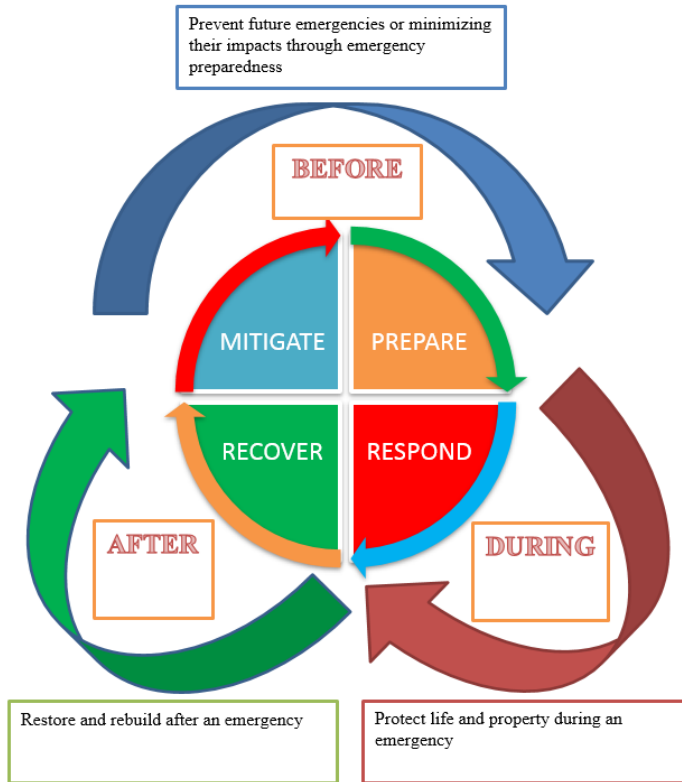 Prevent future emergencies or minimizing
their impacts through emergency
preparedness
BEFORE
MITIGATE
PREPARE
RECOVER
RESPOND
AFTER
DURING
Restore and rebuild after an emergency
Protect life and property during an
emergency